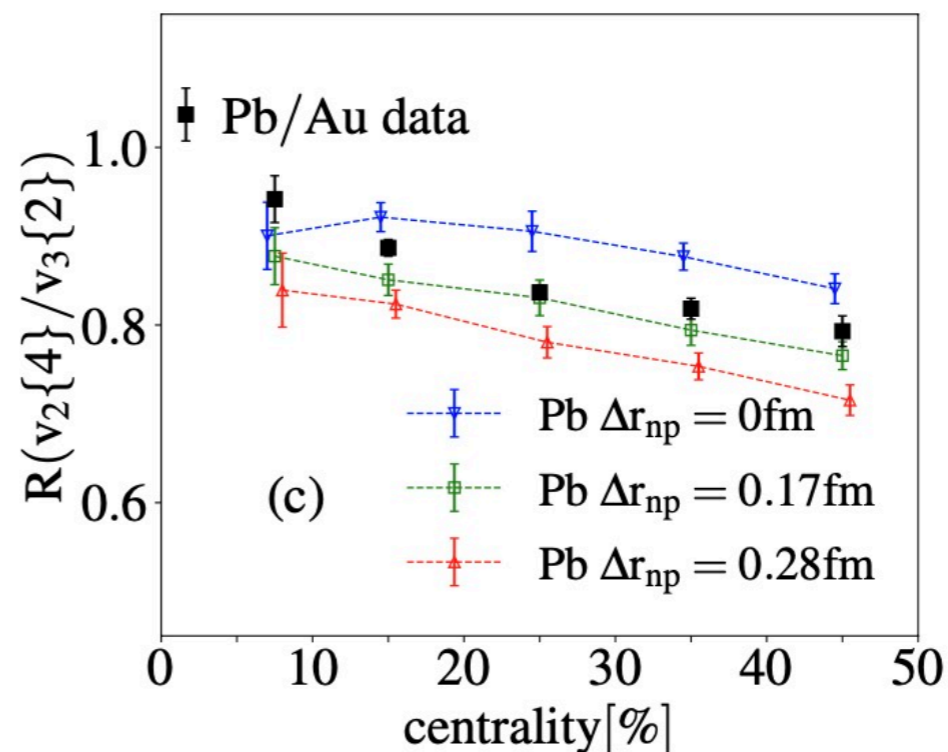 Pb/Au data
1.0
0.8
0.6
R(v₂{4}/v₃{2})
Pb Δrₙₚ = 0fm
(c)
Pb Δrₙₚ = 0.17fm
Pb Δrₙₚ = 0.28fm
0 10 20 30 40 50
centrality[%]